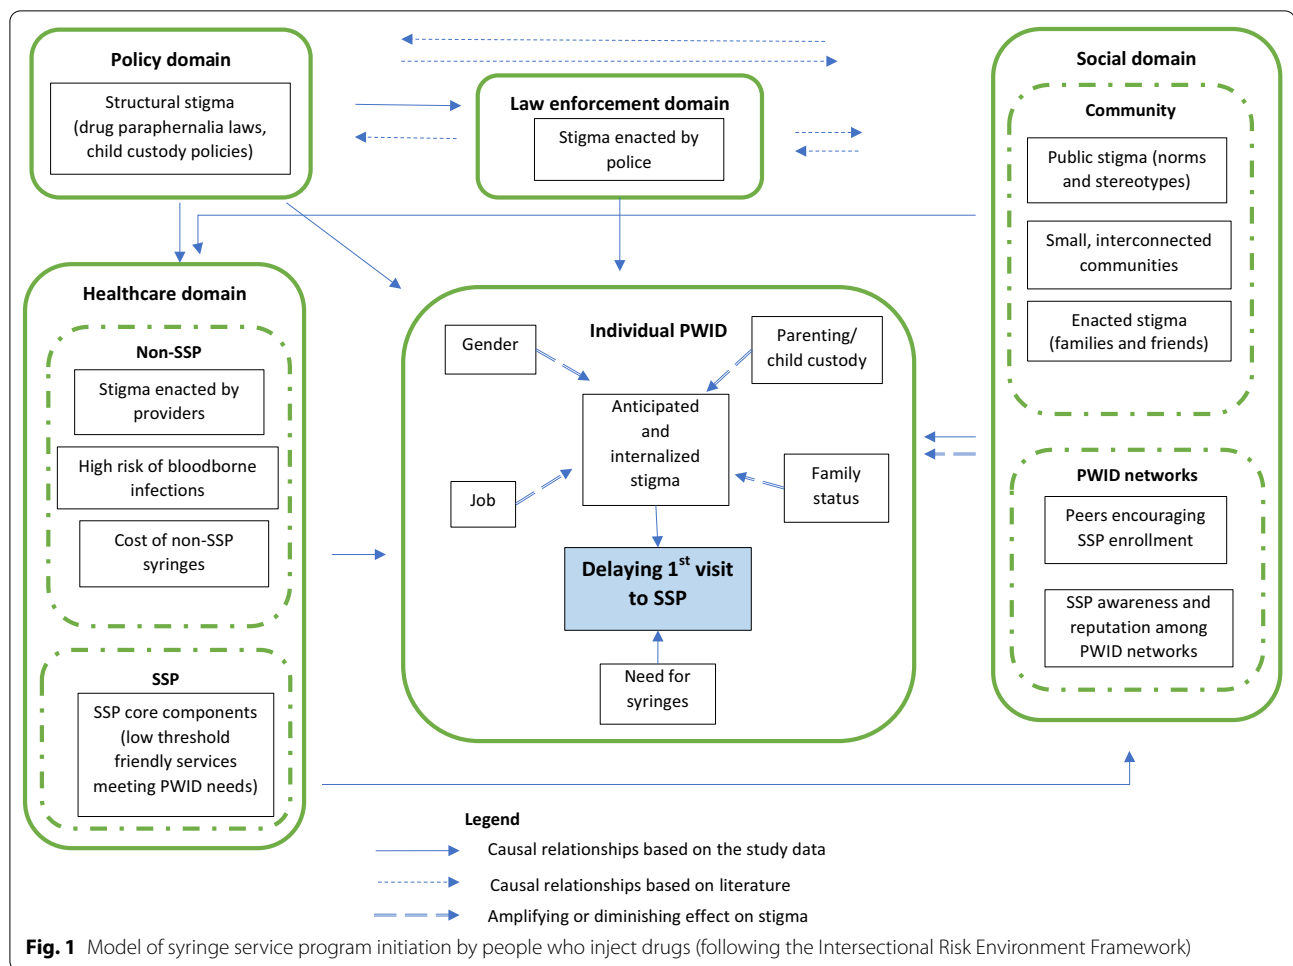 Policy domain
Structural stigma
(drug paraphernalia laws,
child custody policies)
Law enforcement domain
Stigma enacted by
police
Social domain
Community
Public stigma (norms
and stereotypes)
Small, interconnected
communities
Enacted stigma
(families and friends)
PWID networks
Peers encouraging
SSP enrollment
SSP awareness and
reputation among
PWID networks
Healthcare domain
Non-SSP
Stigma enacted by
providers
High risk of bloodborne
infections
Cost of non-SSP
syringes
SSP
SSP core components
(low threshold
friendly services
meeting PWID needs)
Individual PWID
Gender
Parenting/
child custody
Anticipated
and
internalized
stigma
Job
Family
status
Delaying 1st visit
to SSP
Need for
syringes
Legend
Causal relationships based on the study data
Causal relationships based on literature
Amplifying or diminishing effect on stigma
Fig. 1 Model of syringe service program initiation by people who inject drugs (following the Intersectional Risk Environment Framework)